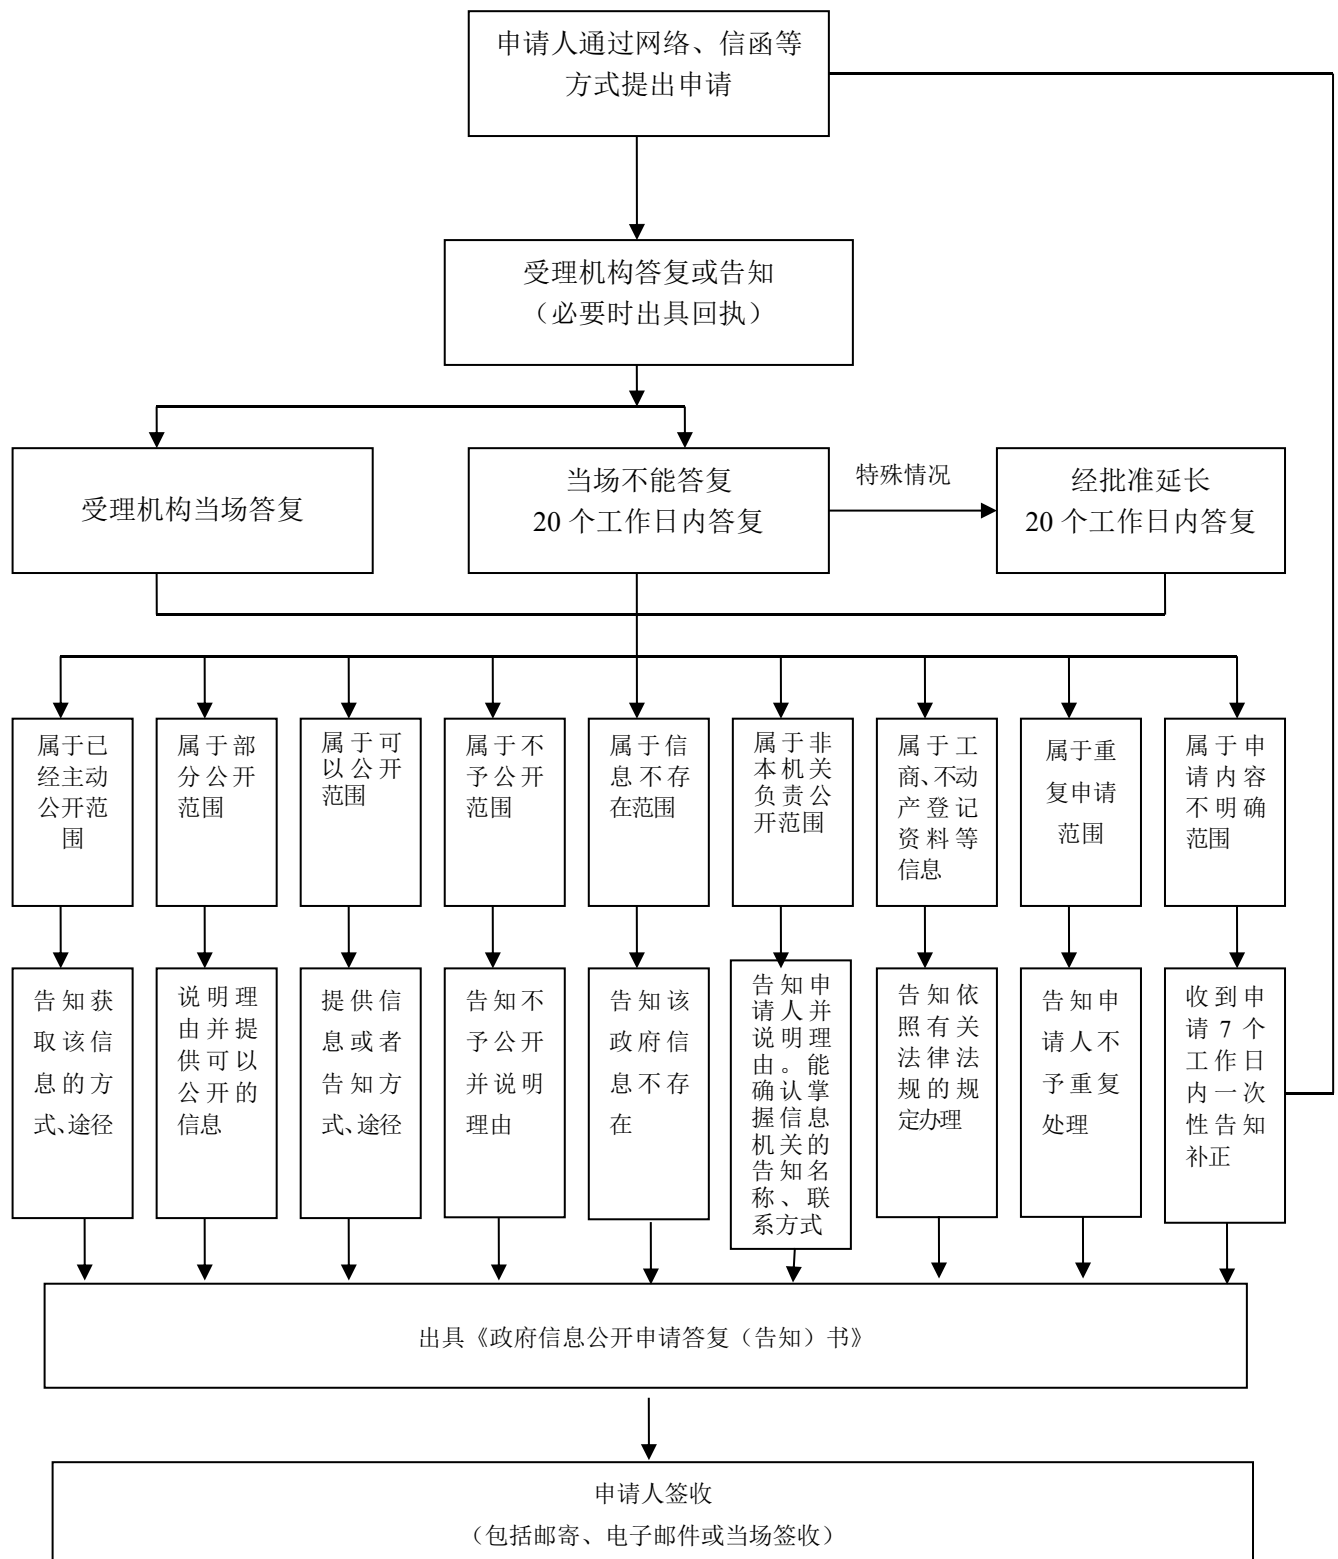 申请人通过网络、信函等
方式提出申请
受理机构答复或告知
（必要时出具回执）
受理机构当场答复
当场不能答复
20 个工作日内答复
特殊情况
经批准延长
20 个工作日内答复
属于已
经主动
公开范
围
属于部
分公开
范围
属于可
以公开
范围
属于不
予公开
范围
属于信
息不存
在范围
属于非
本机关
负责公
开范围
属于工
商、不动
产登记
资料等
信息
属于重
复申请
范围
属于申
请内容
不明确
范围
告知获
取该信
息的方
式、途径
说明理
由并提
供可以
公开的
信息
提供信
息或者
告知方
式、途径
告知不
予公开
并说明
理由
告知该
政府信
息不存
在
告知申
请人并
说明理
由。能
确认掌
握信息
机关的
告知名
称、联
系方式
告知依
照有关
法律法
规的规
定办理
告知申
请人不
予重复
处理
收到申
请 7 个
工作日
内一次
性告知
补正
出具《政府信息公开申请答复（告知）书》
申请人签收
（包括邮寄、电子邮件或当场签收）